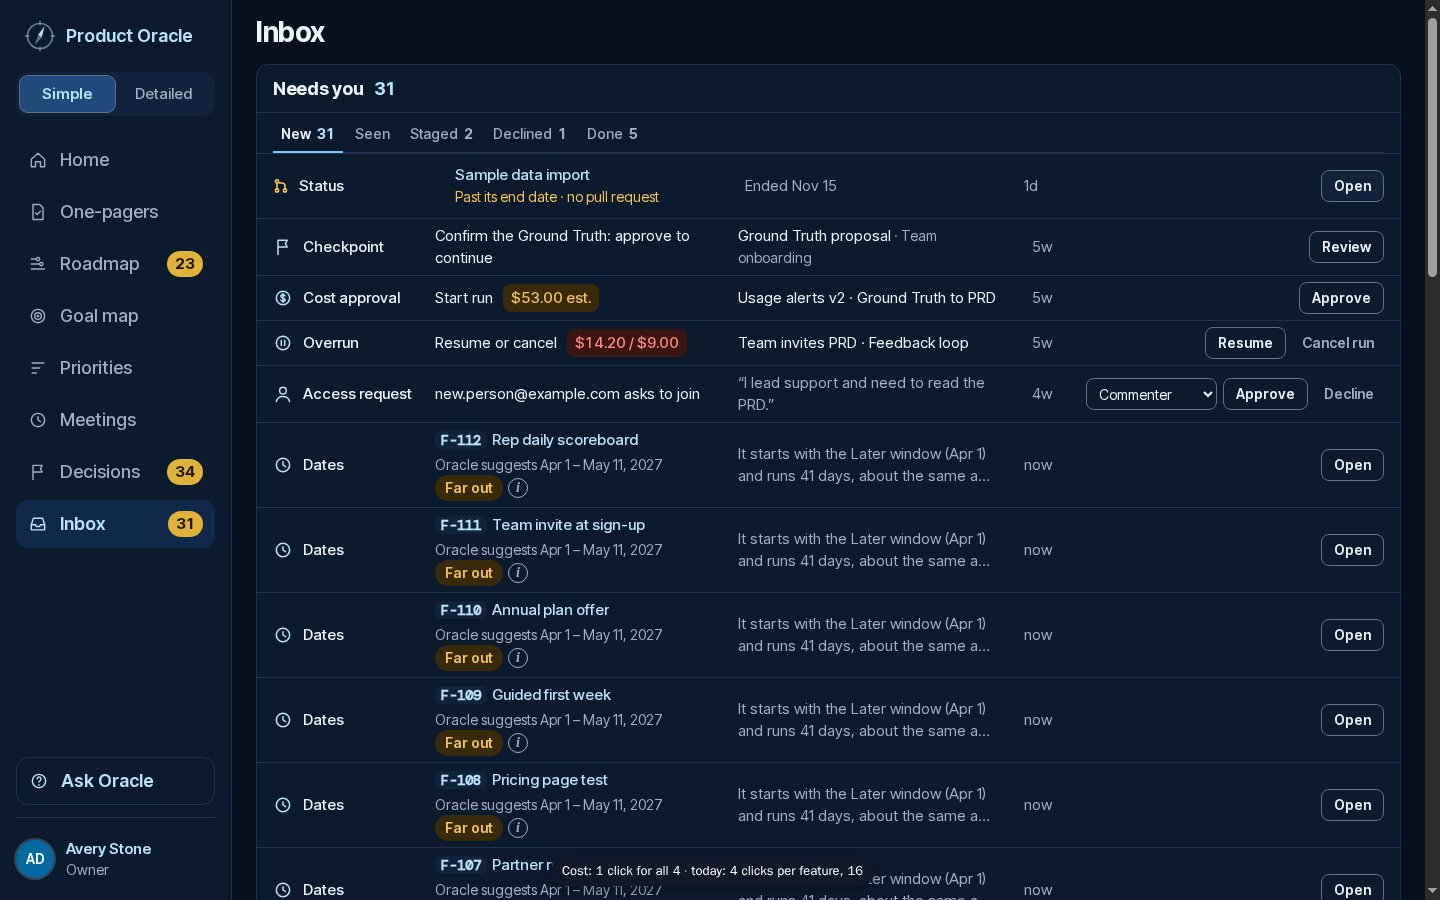 Product Oracle
Simple
Detailed
Home
One-pagers
Roadmap 23
Goal map
Priorities
Meetings
Decisions 34
Inbox 31
Ask Oracle
AD
Avery Stone
Owner
Inbox
Needs you 31
New 31 Seen Staged 2 Declined 1 Done 5
Status
Sample data import
Past its end date · no pull request
Ended Nov 15
1d
Open
Checkpoint
Confirm the Ground Truth: approve to
continue
Ground Truth proposal · Team
onboarding
5w
Review
Cost approval
Start run $53.00 est.
Usage alerts v2 · Ground Truth to PRD
5w
Approve
Overrun
Resume or cancel $14.20 / $9.00
Team invites PRD · Feedback loop
5w
Resume
Cancel run
Access request
new.person@example.com asks to join
“I lead support and need to read the
PRD.”
4w
Commenter
Approve
Decline
Dates
F-112 Rep daily scoreboard
Oracle suggests Apr 1 – May 11, 2027
Far out i
It starts with the Later window (Apr 1)
and runs 41 days, about the same a...
now
Open
Dates
F-111 Team invite at sign-up
Oracle suggests Apr 1 – May 11, 2027
Far out i
It starts with the Later window (Apr 1)
and runs 41 days, about the same a...
now
Open
Dates
F-110 Annual plan offer
Oracle suggests Apr 1 – May 11, 2027
Far out i
It starts with the Later window (Apr 1)
and runs 41 days, about the same a...
now
Open
Dates
F-109 Guided first week
Oracle suggests Apr 1 – May 11, 2027
Far out i
It starts with the Later window (Apr 1)
and runs 41 days, about the same a...
now
Open
Dates
F-108 Pricing page test
Oracle suggests Apr 1 – May 11, 2027
Far out i
It starts with the Later window (Apr 1)
and runs 41 days, about the same a...
now
Open
Dates
F-107 Partner
Oracle suggests Apr 1 – May 11, 2027
Later window (Apr 1)
now
Open
Cost: 1 click for all 4 · today: 4 clicks per feature, 16